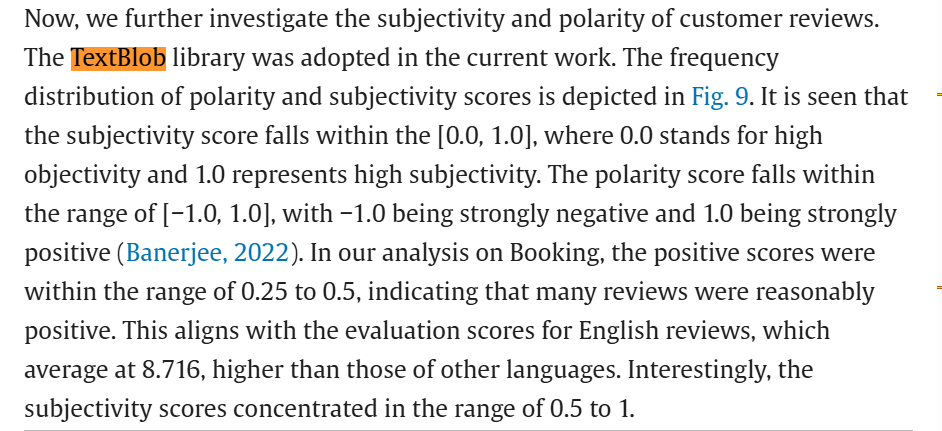 Now, we further investigate the subjectivity and polarity of customer reviews.
The TextBlob library was adopted in the current work. The frequency
distribution of polarity and subjectivity scores is depicted in Fig. 9. It is seen that
the subjectivity score falls within the [0.0, 1.0], where 0.0 stands for high
objectivity and 1.0 represents high subjectivity. The polarity score falls within
the range of [−1.0, 1.0], with −1.0 being strongly negative and 1.0 being strongly
positive (Banerjee, 2022). In our analysis on Booking, the positive scores were
within the range of 0.25 to 0.5, indicating that many reviews were reasonably
positive. This aligns with the evaluation scores for English reviews, which
average at 8.716, higher than those of other languages. Interestingly, the
subjectivity scores concentrated in the range of 0.5 to 1.